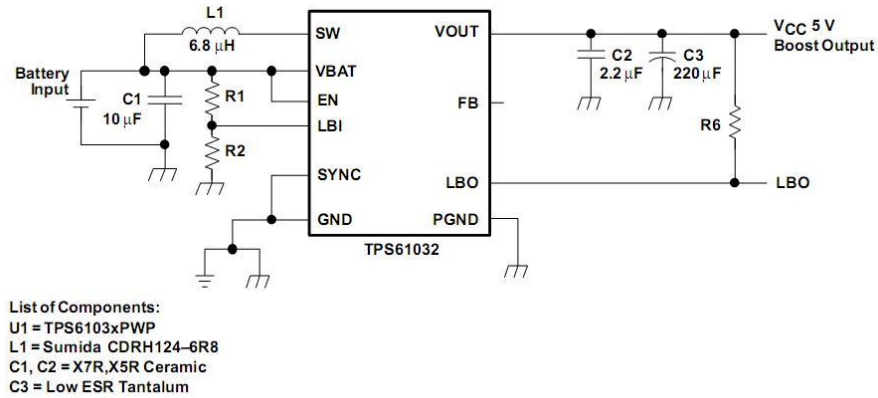 L1
6.8 μH
SW
VOUT
VCC 5 V
Boost Output
Battery
Input
VBAT
C1
10 μF
R1
EN
LBI
R2
C2
2.2 μF
C3
220 μF
FB
R6
SYNC
LBO
LBO
GND
PGND
TPS61032
List of Components:
U1 = TPS6103xPWP
L1 = Sumida CDRH124–6R8
C1, C2 = X7R,X5R Ceramic
C3 = Low ESR Tantalum